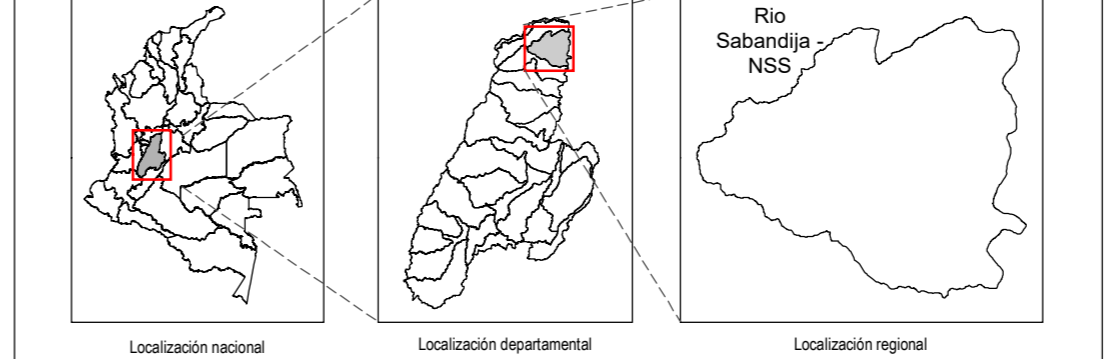 Rio
Sabandija -
NSS
Localización nacional
Localización departamental
Localización regional